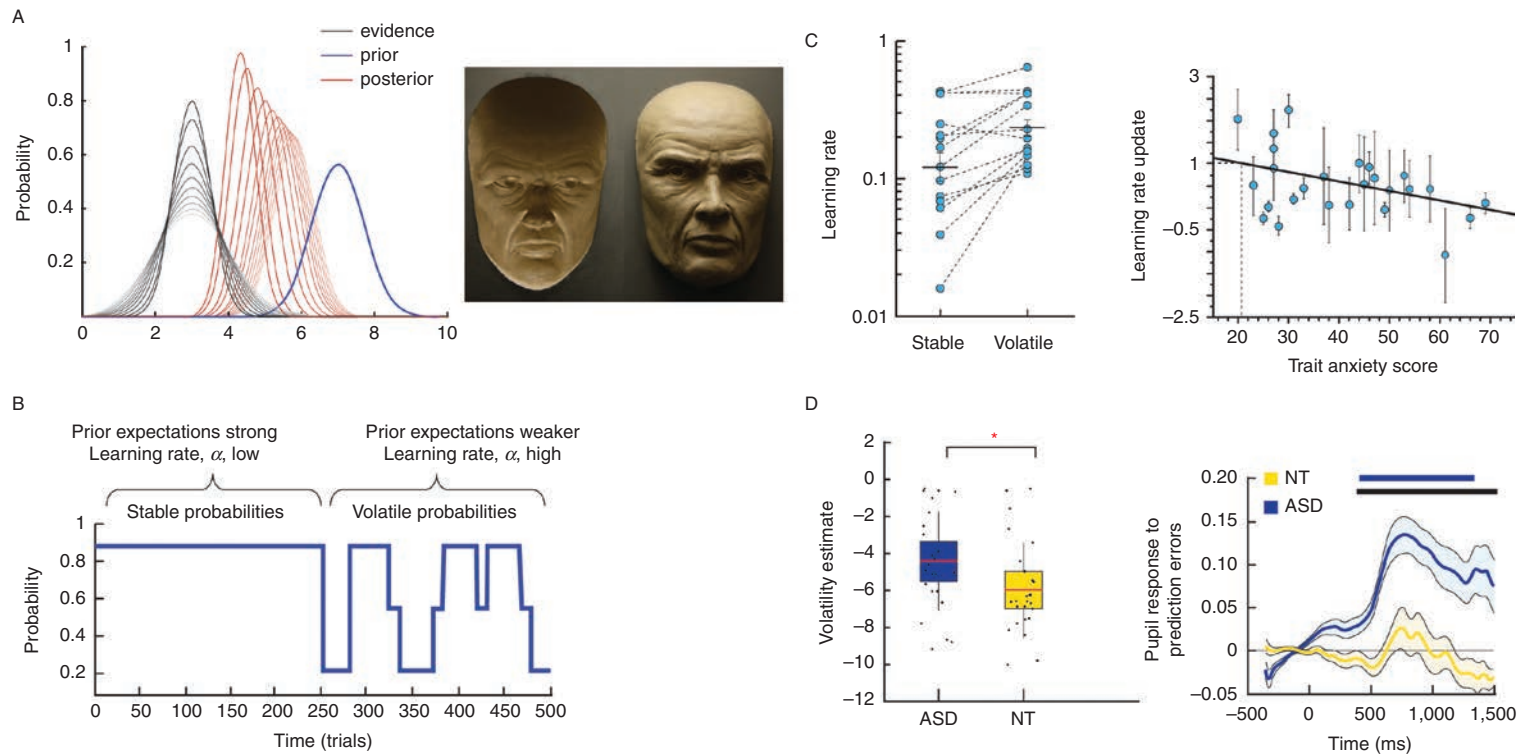 A
evidence
prior
posterior
Probability
1
0.8
0.6
0.4
0.2
0
2
4
6
8
10
B
Prior expectations strong
Learning rate, α, low
Prior expectations weaker
Learning rate, α, high
Stable probabilities
Volatile probabilities
Probability
1
0.8
0.6
0.4
0.2
0
50
100
150
200
250
300
350
400
450
500
Time (trials)
C
Learning rate
1
0.1
0.01
Stable
Volatile
Learning rate update
3
1
−0.5
−2.5
20
30
40
50
60
70
Trait anxiety score
D
Volatility estimate
2
0
−2
−4
−6
−8
−10
−12
*
ASD
NT
Pupil response to
prediction errors
NT
ASD
0.20
0.15
0.10
0.05
0
−0.05
−500
0
500
1,000
1,500
Time (ms)